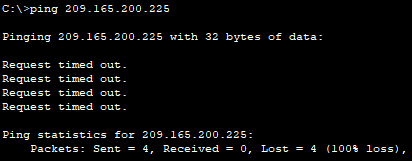 C:\>ping 209.165.200.225
Pinging 209.165.200.225 with 32 bytes of data:
Request timed out.
Request timed out.
Request timed out.
Request timed out.
Ping statistics for 209.165.200.225:
Packets: Sent = 4, Received = 0, Lost = 4 (100% loss),